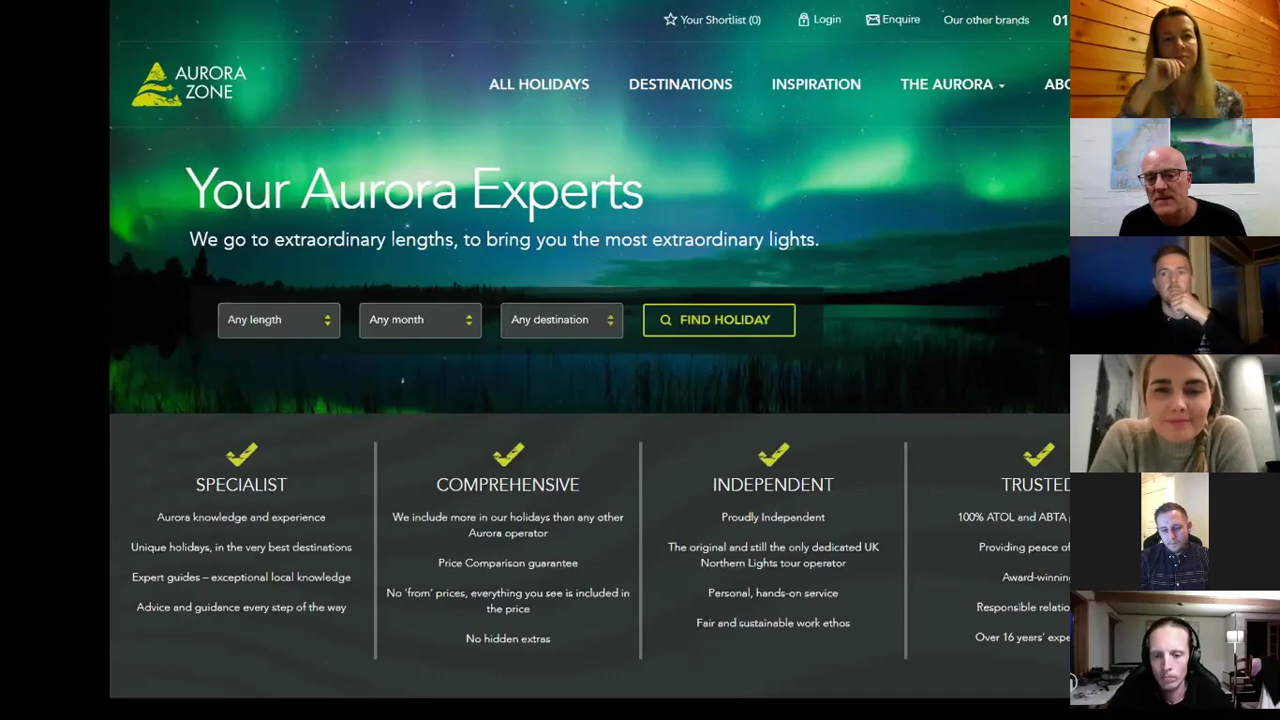 Your Shortlist (0)
Login
Enquire
Our other brands
01
AURORA
ZONE
ALL HOLIDAYS
DESTINATIONS
INSPIRATION
THE AURORA
ABO
Your Aurora Experts
We go to extraordinary lengths, to bring you the most extraordinary lights.
Any length
Any month
Any destination
FIND HOLIDAY
SPECIALIST
Aurora knowledge and experience
Unique holidays, in the very best destinations
Expert guides – exceptional local knowledge
Advice and guidance every step of the way
COMPREHENSIVE
We include more in our holidays than any other
Aurora operator
Price Comparison guarantee
No 'from' prices, everything you see is included in
the price
No hidden extras
INDEPENDENT
Proudly Independent
The original and still the only dedicated UK
Northern Lights tour operator
Personal, hands-on service
Fair and sustainable work ethos
TRUSTED
100% ATOL and ABTA
Providing peace of
Award-winnin
Responsible relatio
Over 16 years' expe